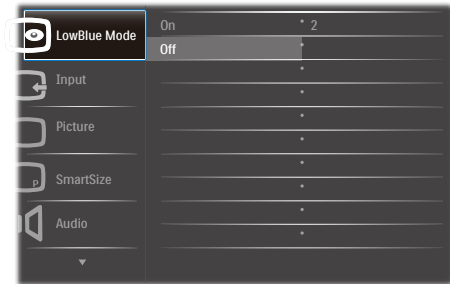 LowBlue Mode
On 2
Off
Input
Picture
P
SmartSize
Audio